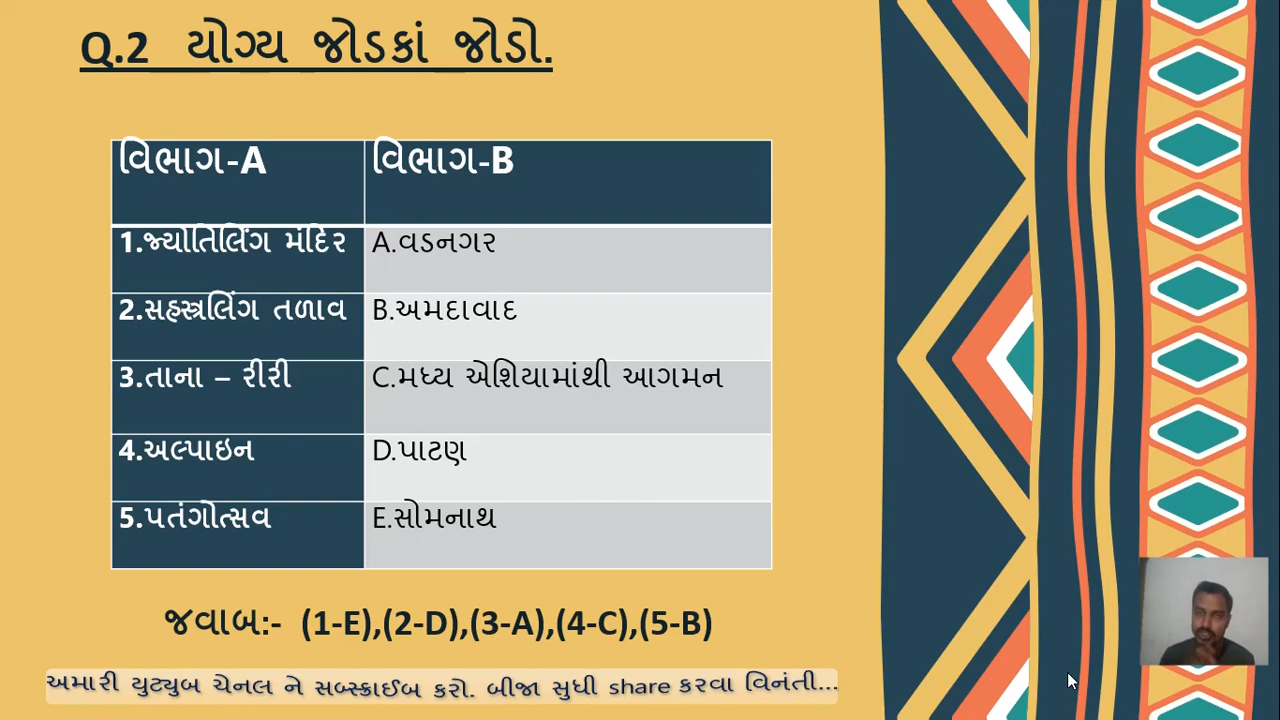 Q.2 યોગ્ય જોડકાં જોડો.
વિભાગ-A વિભાગ-B
1.જ્યોતિર્લિંગ મંદિર A.વડનગર
2.સહસ્ત્રલિંગ તળાવ B.અમદાવાદ
3.તાના – રીરી C.મધ્ય એશિયામાંથી આગમન
4.અલ્પાઇન D.પાટણ
5.પતંગોત્સવ E.સોમનાથ
જવાબ:- (1-E),(2-D),(3-A),(4-C),(5-B)
અમારી યુટ્યુબ ચેનલ ને સબ્સ્ક્રાઈબ કરો. બીજા સુધી share કરવા વિનંતી...